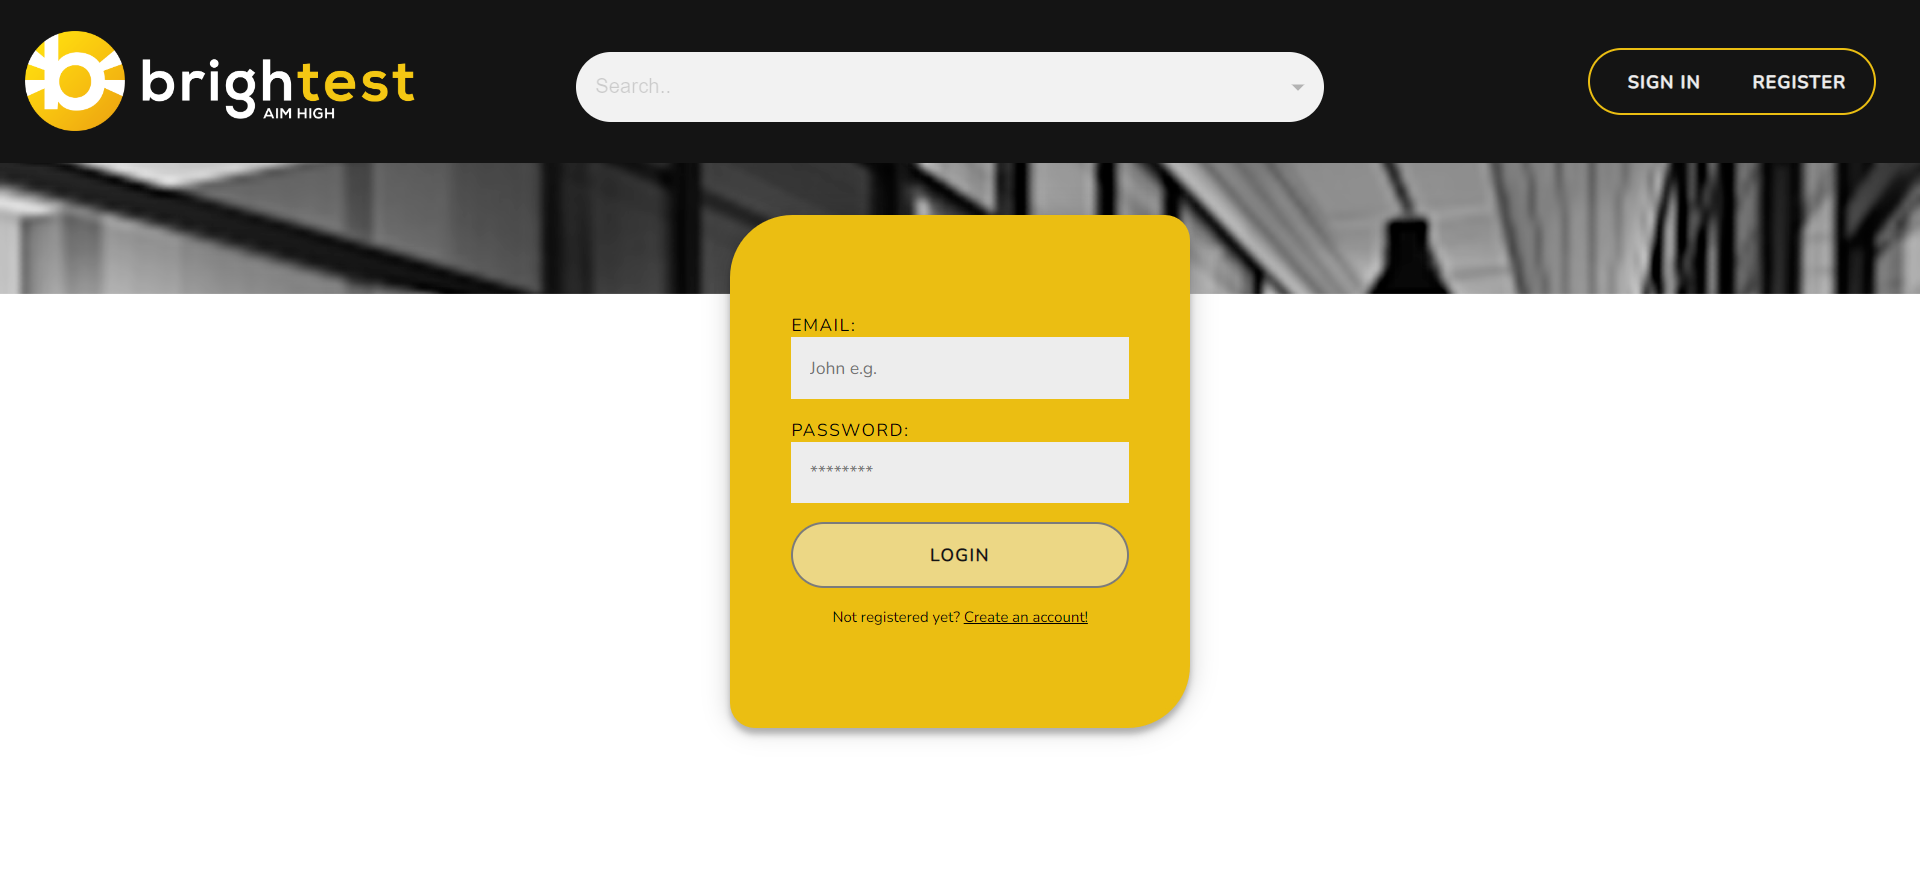 brightest
AIM HIGH
Search..
SIGN IN REGISTER
EMAIL:
John e.g.
PASSWORD:
********
LOGIN
Not registered yet? Create an account!